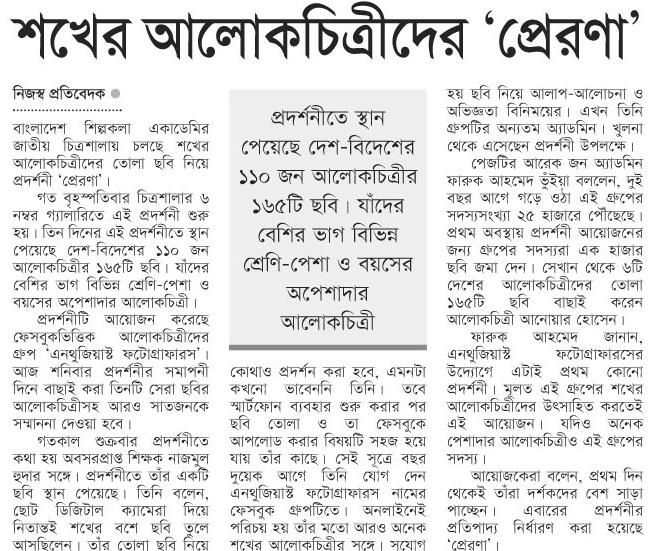 শখের আলোকচিত্রীদের ‘প্রেরণা’
নিজস্ব প্রতিবেদক ●
বাংলাদেশ শিল্পকলা একাডেমির
জাতীয় চিত্রশালায় চলছে শখের
আলোকচিত্রীদের তোলা ছবি নিয়ে
প্রদর্শনী ‘প্রেরণা’।
গত বৃহস্পতিবার চিত্রশালার ৬
নম্বর গ্যালারিতে এই প্রদর্শনী শুরু
হয়। তিন দিনের এই প্রদর্শনীতে স্থান
পেয়েছে দেশ-বিদেশের ১১০ জন
আলোকচিত্রীর ১৬৫টি ছবি। যাঁদের
বেশির ভাগ বিভিন্ন শ্রেণি-পেশা ও
বয়সের অপেশাদার আলোকচিত্রী।
প্রদর্শনীটি আয়োজন করেছে
ফেসবুকভিত্তিক আলোকচিত্রীদের
গ্রুপ ‘এনথুজিয়াস্ট ফটোগ্রাফারস’।
আজ শনিবার প্রদর্শনীর সমাপনী
দিনে বাছাই করা তিনটি সেরা ছবির
আলোকচিত্রীসহ আরও সাতজনকে
সম্মাননা দেওয়া হবে।
গতকাল শুক্রবার প্রদর্শনীতে
কথা হয় অবসরপ্রাপ্ত শিক্ষক নাজমুল
হুদার সঙ্গে। প্রদর্শনীতে তাঁর একটি
ছবি স্থান পেয়েছে। তিনি বলেন,
ছোট ডিজিটাল ক্যামেরা দিয়ে
নিতান্তই শখের বশে ছবি তুলে
আসছিলেন। তাঁর তোলা ছবি নিয়ে
প্রদর্শনীতে স্থান
পেয়েছে দেশ-বিদেশের
১১০ জন আলোকচিত্রীর
১৬৫টি ছবি। যাঁদের
বেশির ভাগ বিভিন্ন
শ্রেণি-পেশা ও বয়সের
অপেশাদার
আলোকচিত্রী
কোথাও প্রদর্শন করা হবে, এমনটা
কখনো ভাবেননি তিনি। তবে
স্মার্টফোন ব্যবহার শুরু করার পর
ছবি তোলা ও তা ফেসবুকে
আপলোড করার বিষয়টি সহজ হয়ে
যায় তাঁর কাছে। সেই সূত্রে বছর
দুয়েক আগে তিনি যোগ দেন
এনথুজিয়াস্ট ফটোগ্রাফারস নামের
ফেসবুক গ্রুপটিতে। অনলাইনেই
পরিচয় হয় তাঁর মতো আরও অনেক
শখের আলোকচিত্রীর সঙ্গে। সুযোগ
হয় ছবি নিয়ে আলাপ-আলোচনা ও
অভিজ্ঞতা বিনিময়ের। এখন তিনি
গ্রুপটির অন্যতম অ্যাডমিন। খুলনা
থেকে এসেছেন প্রদর্শনী উপলক্ষে।
পেজটির আরেক জন অ্যাডমিন
ফারুক আহমেদ ভুঁইয়া বললেন, দুই
বছর আগে গড়ে ওঠা এই গ্রুপের
সদস্যসংখ্যা ২৫ হাজারে পৌঁছেছে।
প্রথম অবস্থায় প্রদর্শনী আয়োজনের
জন্য গ্রুপের সদস্যরা এক হাজার
ছবি জমা দেন। সেখান থেকে ৬টি
দেশের আলোকচিত্রীদের তোলা
১৬৫টি ছবি বাছাই করেন
আলোকচিত্রী আনোয়ার হোসেন।
ফারুক আহমেদ জানান,
এনথুজিয়াস্ট ফটোগ্রাফারসের
উদ্যোগে এটাই প্রথম কোনো
প্রদর্শনী। মূলত এই গ্রুপের শখের
আলোকচিত্রীদের উৎসাহিত করতেই
এই আয়োজন। যদিও অনেক
পেশাদার আলোকচিত্রীও এই গ্রুপের
সদস্য।
আয়োজকেরা বলেন, প্রথম দিন
থেকেই তাঁরা দর্শকদের বেশ সাড়া
পাচ্ছেন। এবারের প্রদর্শনীর
প্রতিপাদ্য নির্ধারণ করা হয়েছে
‘প্রেরণা’।